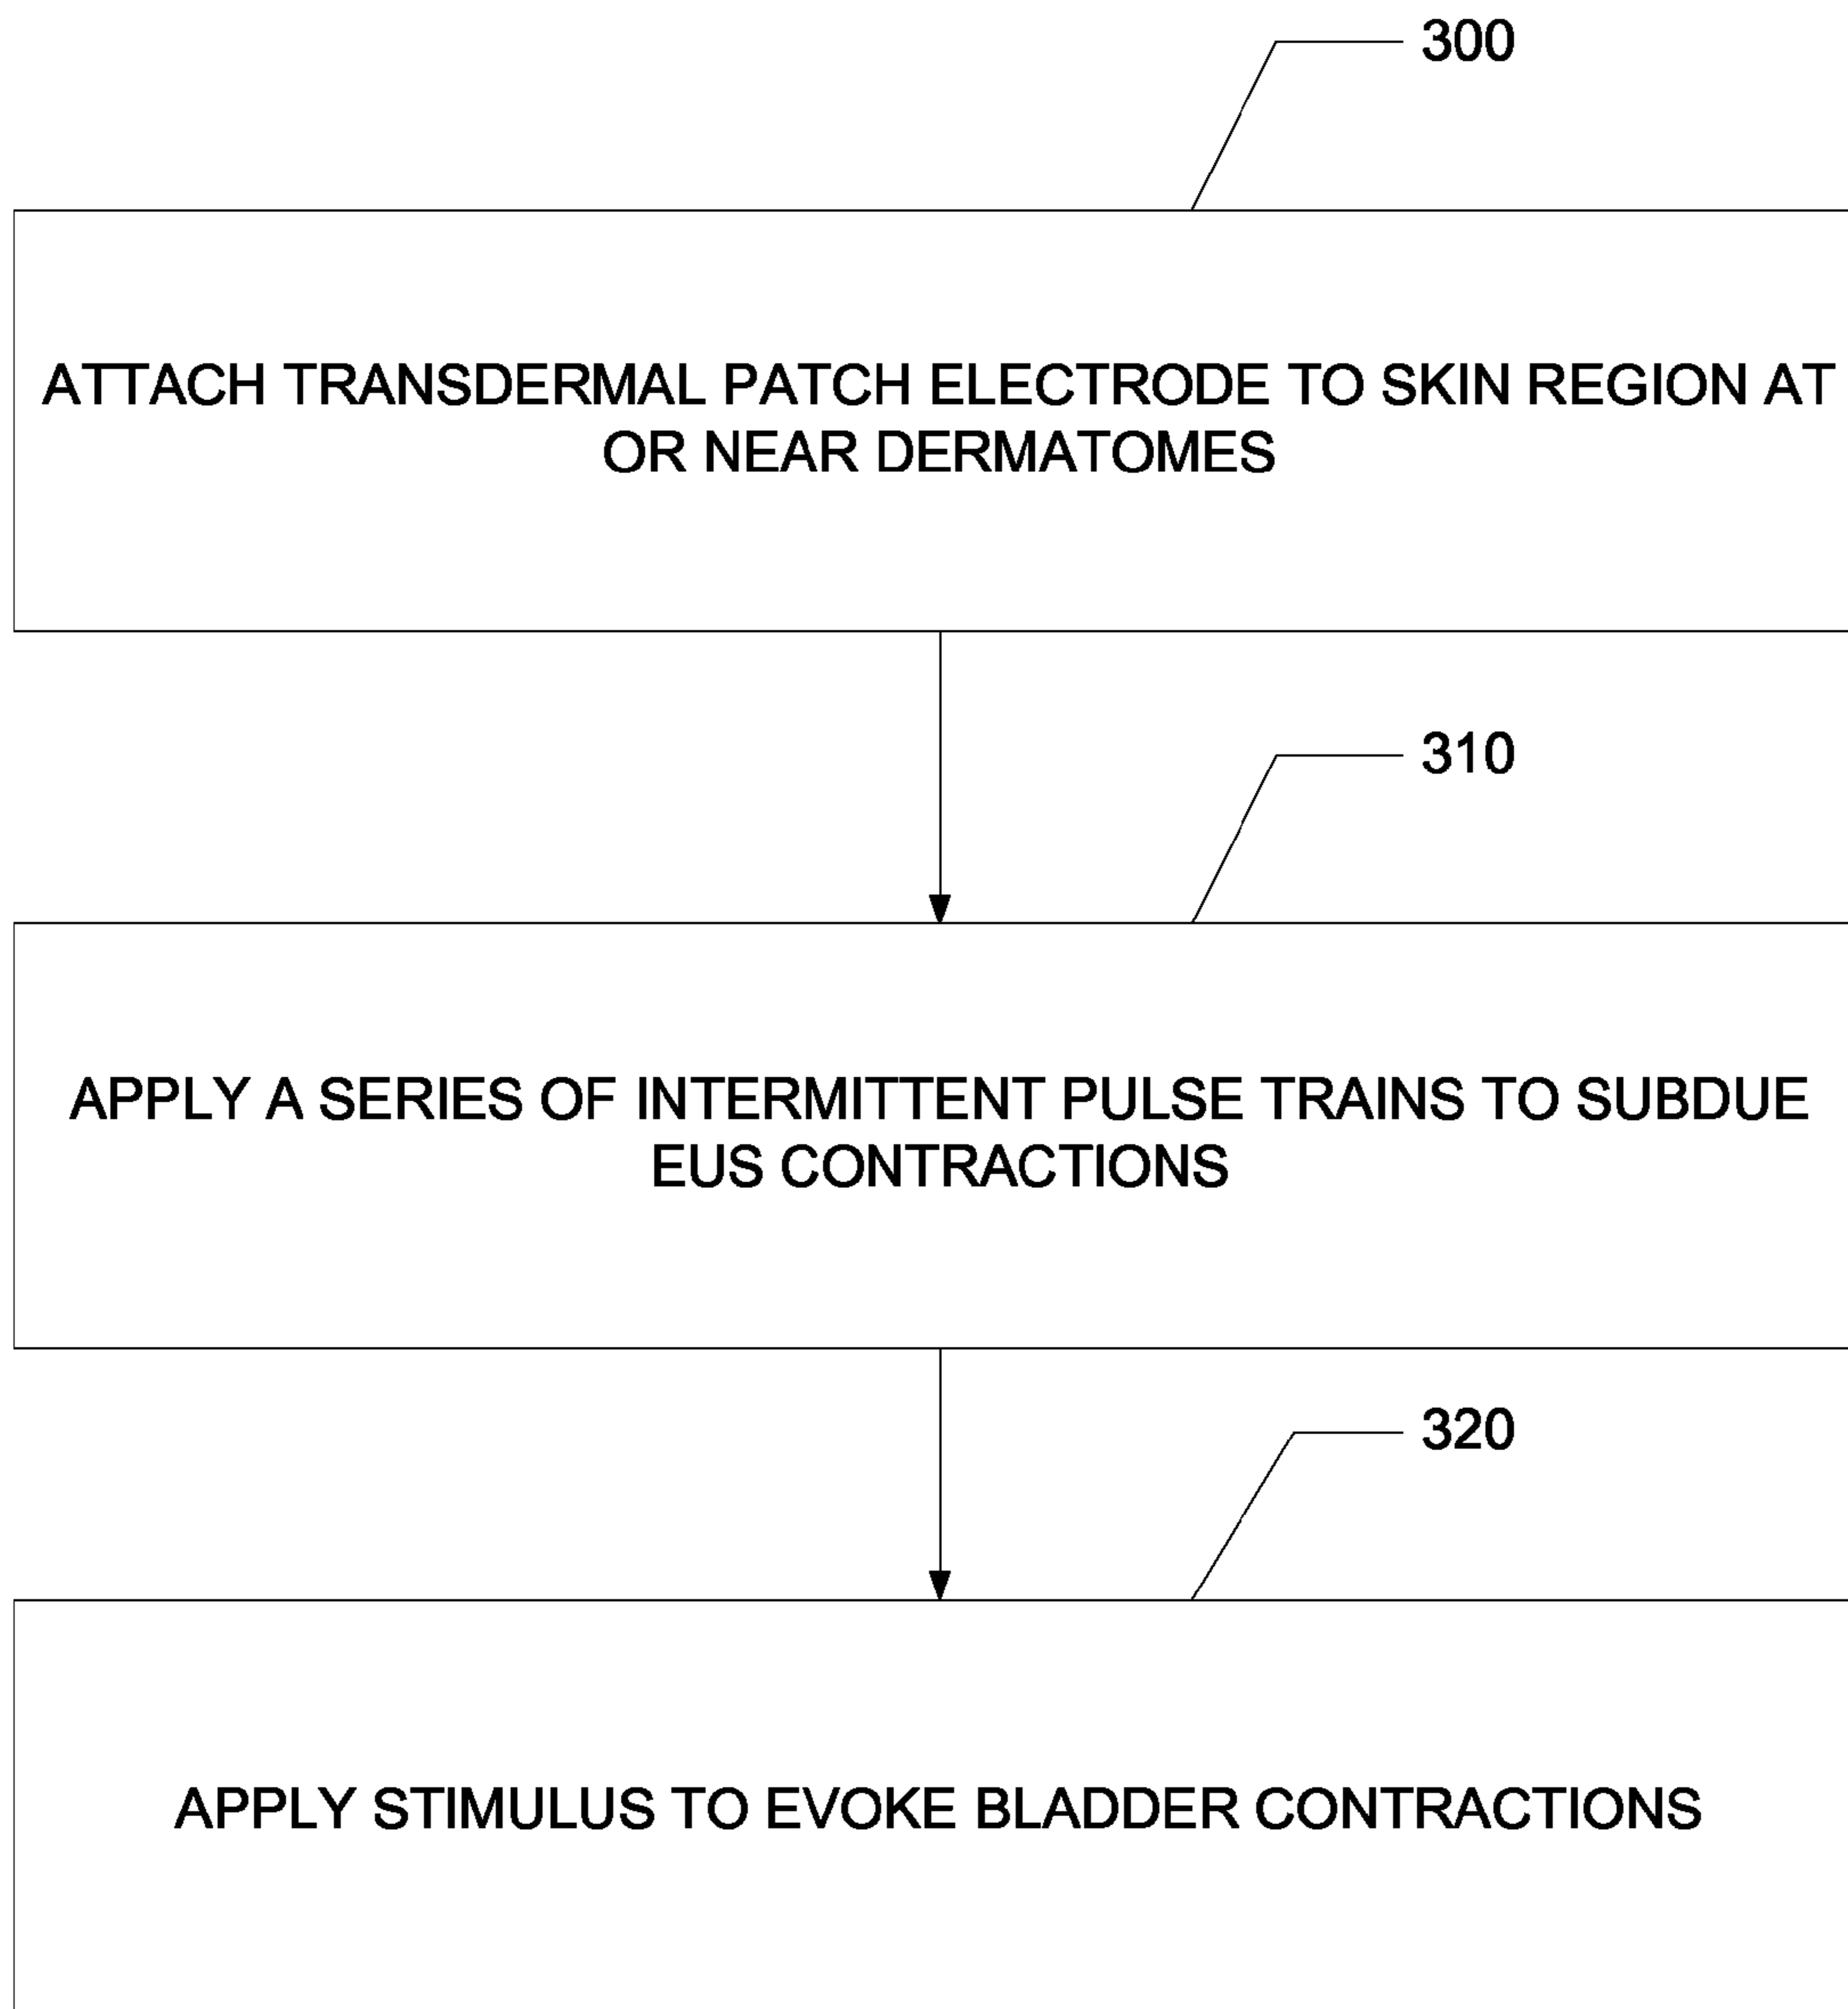 300
ATTACH TRANSDERMAL PATCH ELECTRODE TO SKIN REGION AT
OR NEAR DERMATOMES
310
APPLY A SERIES OF INTERMITTENT PULSE TRAINS TO SUBDUE
EUS CONTRACTIONS
320
APPLY STIMULUS TO EVOKE BLADDER CONTRACTIONS